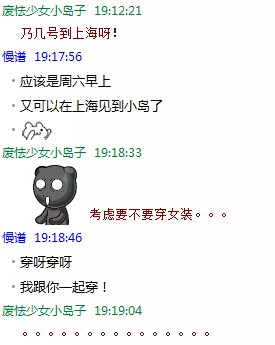 废怯少女小岛子 19:12:21
乃几号到上海呀！
慢谱 19:17:56
应该是周六早上
又可以在上海见到小岛了
废怯少女小岛子 19:18:33
考虑要不要穿女装。。。
慢谱 19:18:46
穿呀穿呀
我跟你一起穿！
废怯少女小岛子 19:19:04
。。。。。。。。。。。。。。。